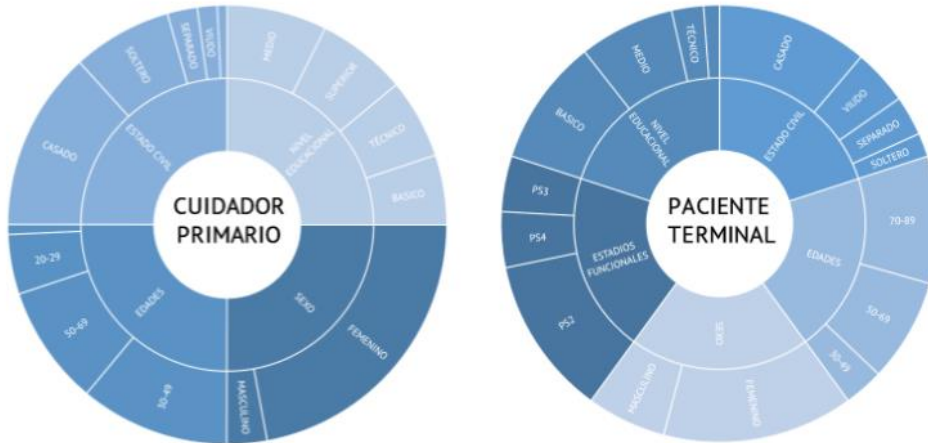 CUIDADOR
PRIMARIO
ESTADO CIVIL
CASADO
SOLTERO
SEPARADO
VIUDO
NIVEL
EDUCACIONAL
MEDIO
SUPERIOR
TECNICO
BASICO
SEXO
FEMENINO
MASCULINO
EDADES
30-49
50-69
20-29
PACIENTE
TERMINAL
NIVEL
EDUCACIONAL
BASICO
MEDIO
TECNICO
ESTADO CIVIL
CASADO
VIUDO
SEPARADO
SOLTERO
EDADES
70-89
50-69
30-49
SEXO
FEMENINO
MASCULINO
ESTADIOS
FUNCIONALES
PS2
PS4
PS3